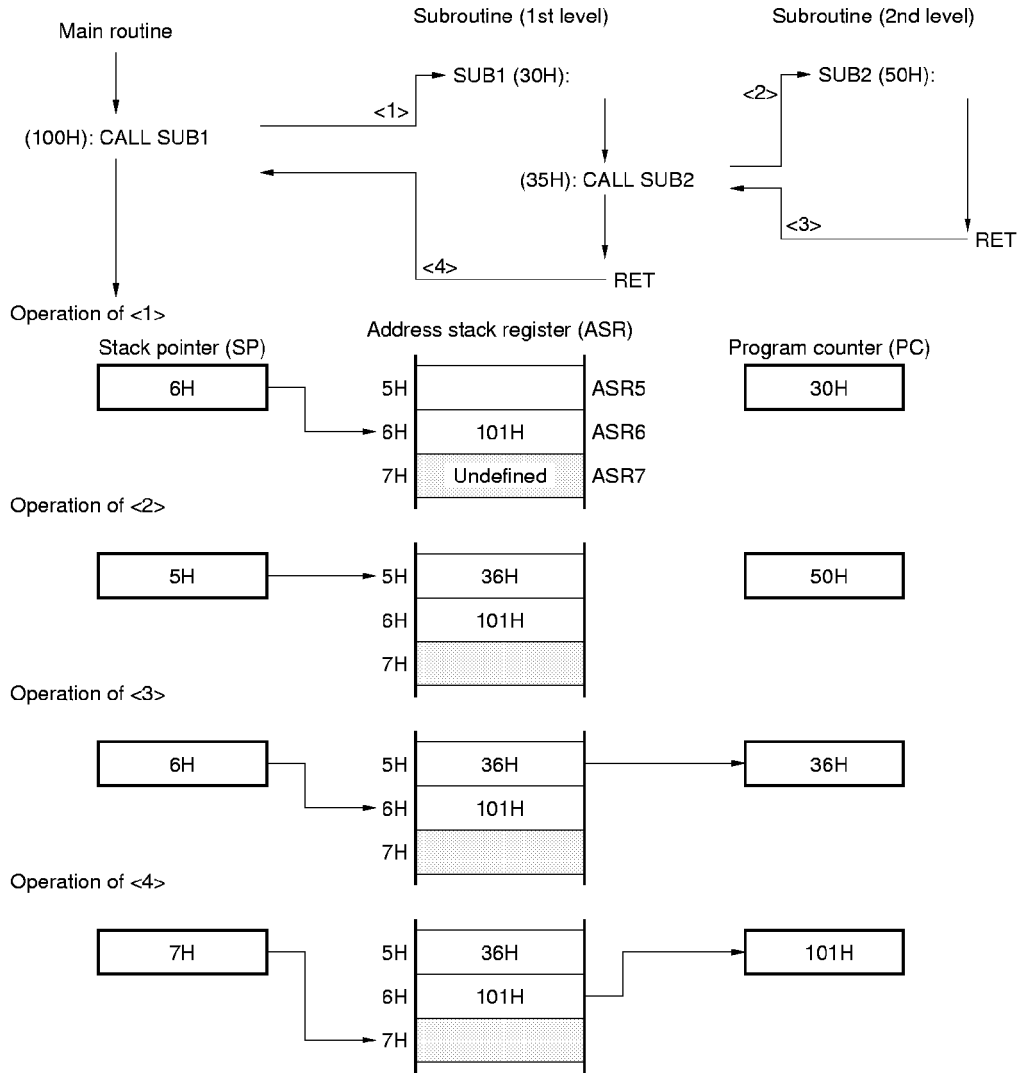 Subroutine (1st level) Subroutine (2nd level)
Main routine
SUB1 (30H): SUB2 (50H):
<1> <2>
(100H): CALL SUB1
(35H): CALL SUB2
<3>
RET
<4>
RET
Operation of <1>
Address stack register (ASR)
Stack pointer (SP) Program counter (PC)
6H 5H ASR5 30H
6H 101H ASR6
7H Undefined ASR7
Operation of <2>
5H 5H 36H 50H
6H 101H
7H
Operation of <3>
6H 5H 36H 36H
6H 101H
7H
Operation of <4>
7H 5H 36H 101H
6H 101H
7H